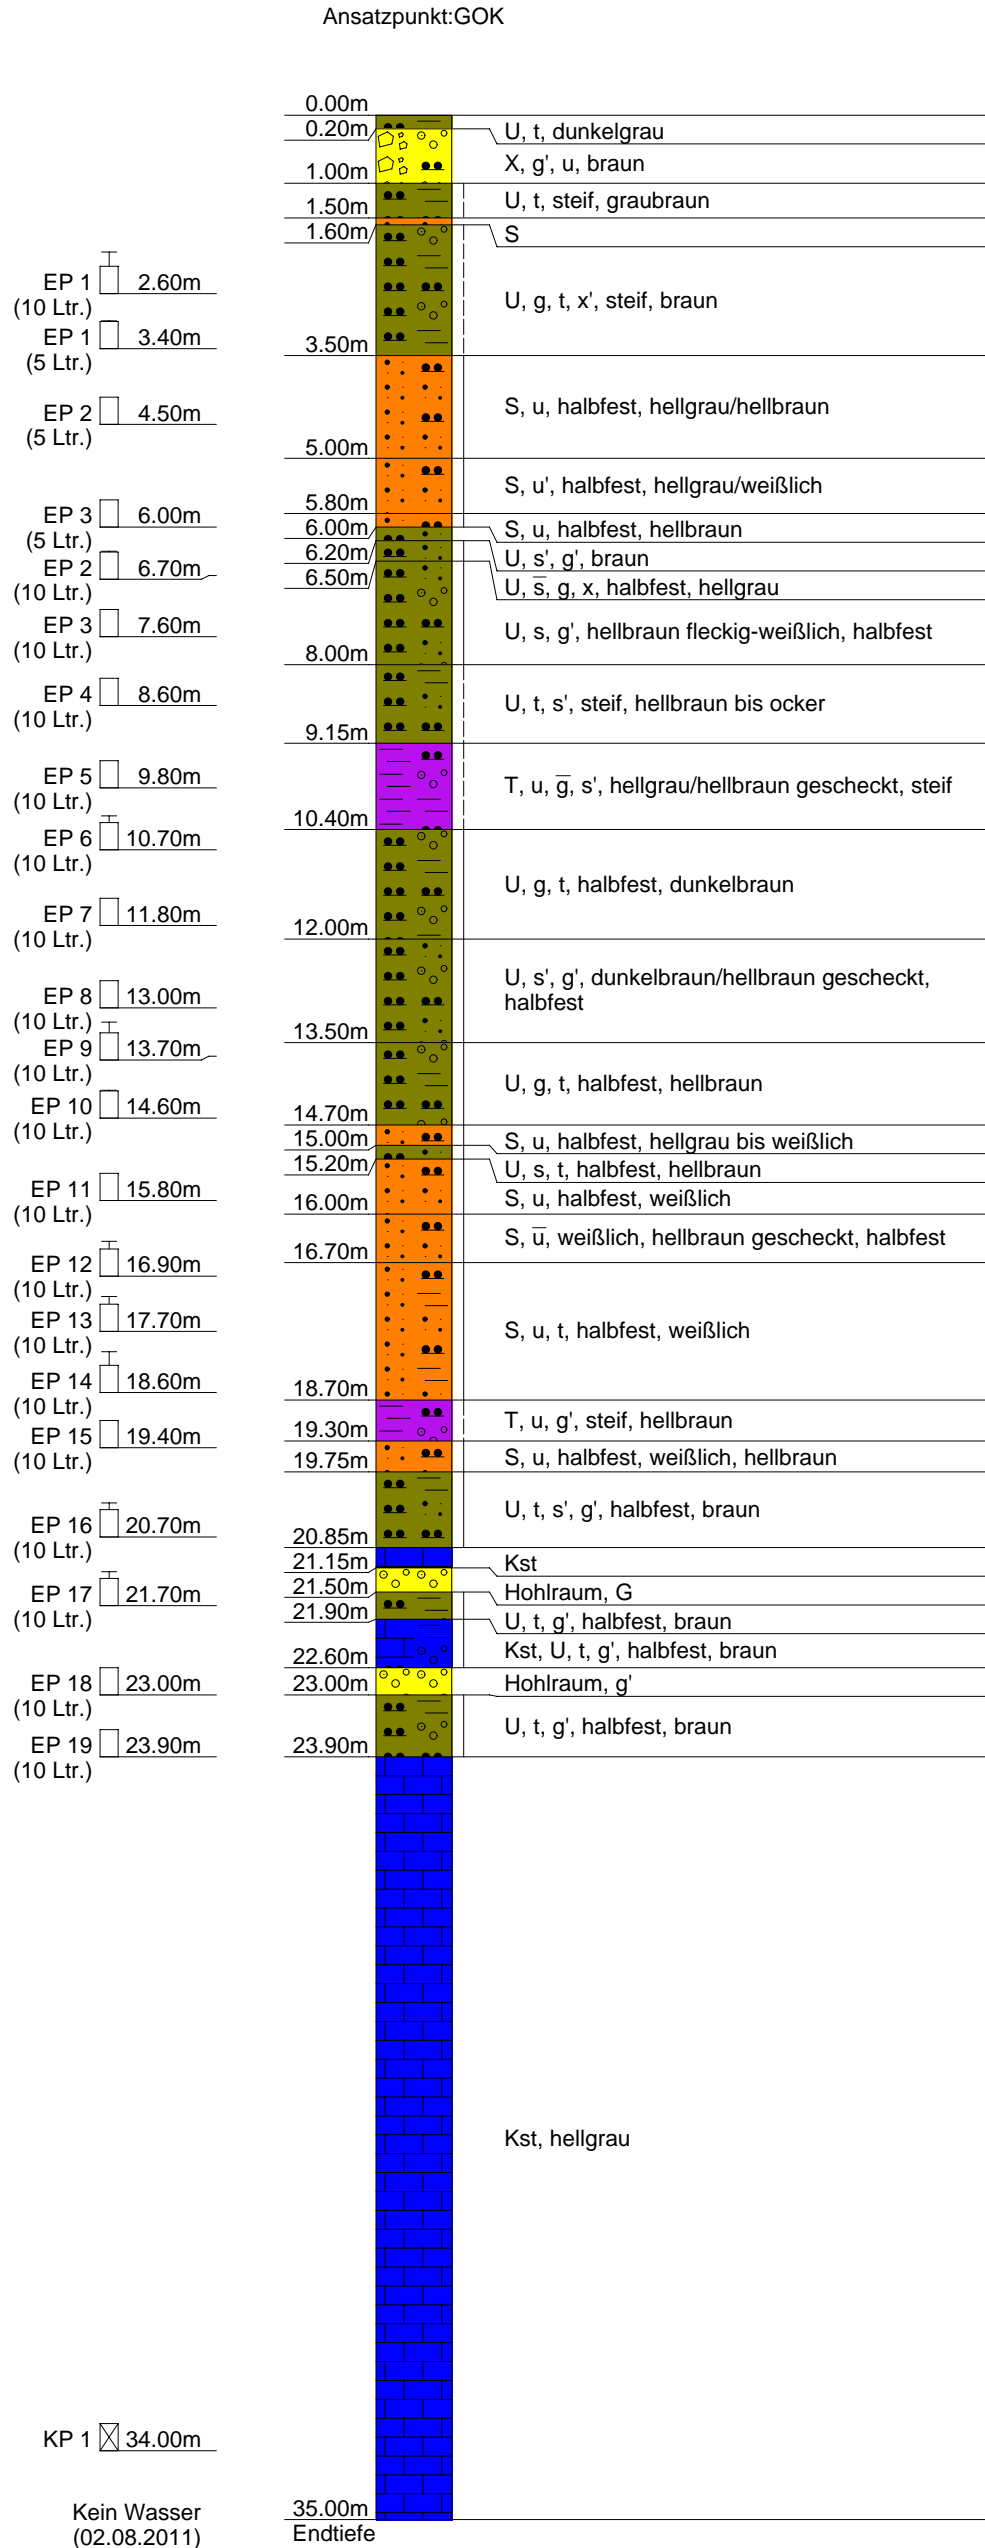 Ansatzpunkt:GOK
0.00m
0.20m
U, t, dunkelgrau
X, g', u, braun
1.00m
U, t, steif, graubraun
1.50m
1.60m
S
EP 1 2.60m
(10 Ltr.)
U, g, t, x', steif, braun
EP 1 3.40m
(5 Ltr.)
3.50m
EP 2 4.50m
(5 Ltr.)
S, u, halbfest, hellgrau/hellbraun
5.00m
S, u', halbfest, hellgrau/weißlich
5.80m
EP 3 6.00m
(5 Ltr.)
6.00m
S, u, halbfest, hellbraun
6.20m
U, s', g', braun
EP 2 6.70m
(10 Ltr.)
6.50m
U, s̅, g, x, halbfest, hellgrau
EP 3 7.60m
(10 Ltr.)
U, s, g', hellbraun fleckig-weißlich, halbfest
8.00m
EP 4 8.60m
(10 Ltr.)
U, t, s', steif, hellbraun bis ocker
9.15m
EP 5 9.80m
(10 Ltr.)
T, u, g̅, s', hellgrau/hellbraun gescheckt, steif
10.40m
EP 6 10.70m
(10 Ltr.)
U, g, t, halbfest, dunkelbraun
EP 7 11.80m
(10 Ltr.)
12.00m
U, s', g', dunkelbraun/hellbraun gescheckt,
halbfest
EP 8 13.00m
(10 Ltr.)
13.50m
EP 9 13.70m
(10 Ltr.)
U, g, t, halbfest, hellbraun
EP 10 14.60m
(10 Ltr.)
14.70m
15.00m
S, u, halbfest, hellgrau bis weißlich
15.20m
U, s, t, halbfest, hellbraun
EP 11 15.80m
(10 Ltr.)
S, u, halbfest, weißlich
16.00m
S, u̅, weißlich, hellbraun geschecket, halbfest
16.70m
EP 12 16.90m
(10 Ltr.)
EP 13 17.70m
(10 Ltr.)
S, u, t, halbfest, weißlich
EP 14 18.60m
(10 Ltr.)
18.70m
T, u, g', steif, hellbraun
19.30m
EP 15 19.40m
(10 Ltr.)
S, u, halbfest, weißlich, hellbraun
19.75m
U, t, s', g', halbfest, braun
EP 16 20.70m
(10 Ltr.)
20.85m
21.15m
Kst
21.50m
Hohlraum, G
EP 17 21.70m
(10 Ltr.)
21.90m
U, t, g', halbfest, braun
Kst, U, t, g', halbfest, braun
22.60m
EP 18 23.00m
(10 Ltr.)
23.00m
Hohlraum, g'
U, t, g', halbfest, braun
EP 19 23.90m
(10 Ltr.)
23.90m
Kst, hellgrau
KP 1 34.00m
Kein Wasser
(02.08.2011)
35.00m
Endtiefe